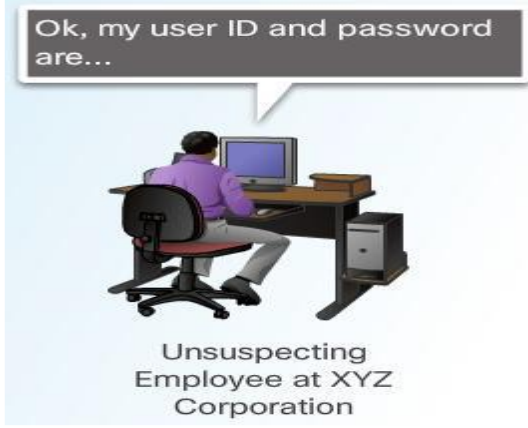 Ok, my user ID and password
are...
Unsuspecting
Employee at XYZ
Corporation